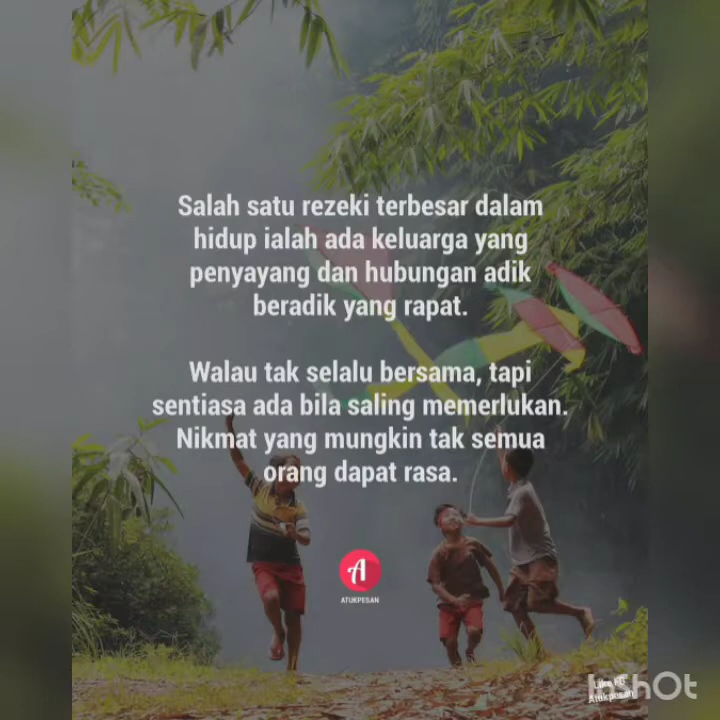 Salah satu rezeki terbesar dalam
hidup ialah ada keluarga yang
penyayang dan hubungan adik
beradik yang rapat.
Walau tak selalu bersama, tapi
sentiasa ada bila saling memerlukan.
Nikmat yang mungkin tak semua
orang dapat rasa.
A
ATUKPESAN
Atukpesan